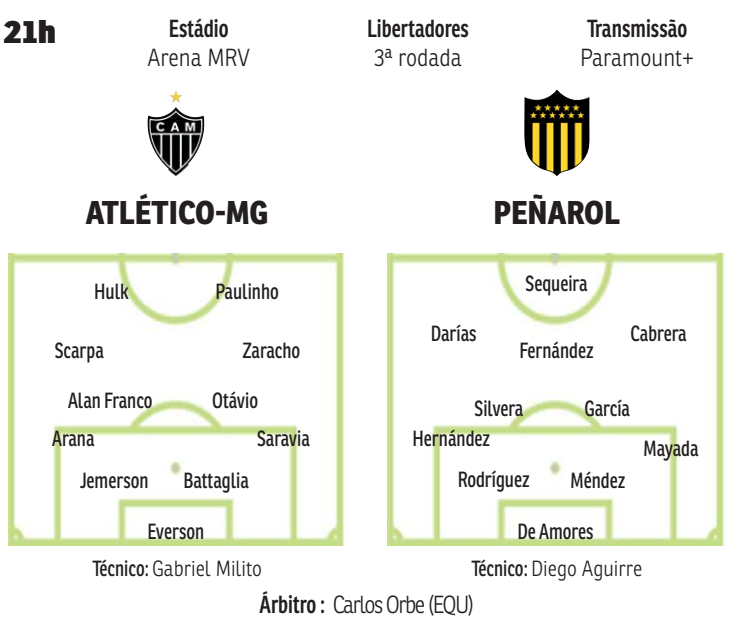 21h
Estádio
Arena MRV
Libertadores
3ª rodada
Transmissão
Paramount+
CAM
ATLÉTICO-MG
Hulk Paulinho
Scarpa Zaracho
Alan Franco Otávio
Arana Saravia
Jemerson Battaglia
Everson
Técnico: Gabriel Milito
PEÑAROL
Sequeira
Darías Cabrera
Fernández
Silvera García
Hernández Mayada
Rodríguez Méndez
De Amores
Técnico: Diego Aguirre
Árbitro : Carlos Orbe (EQU)